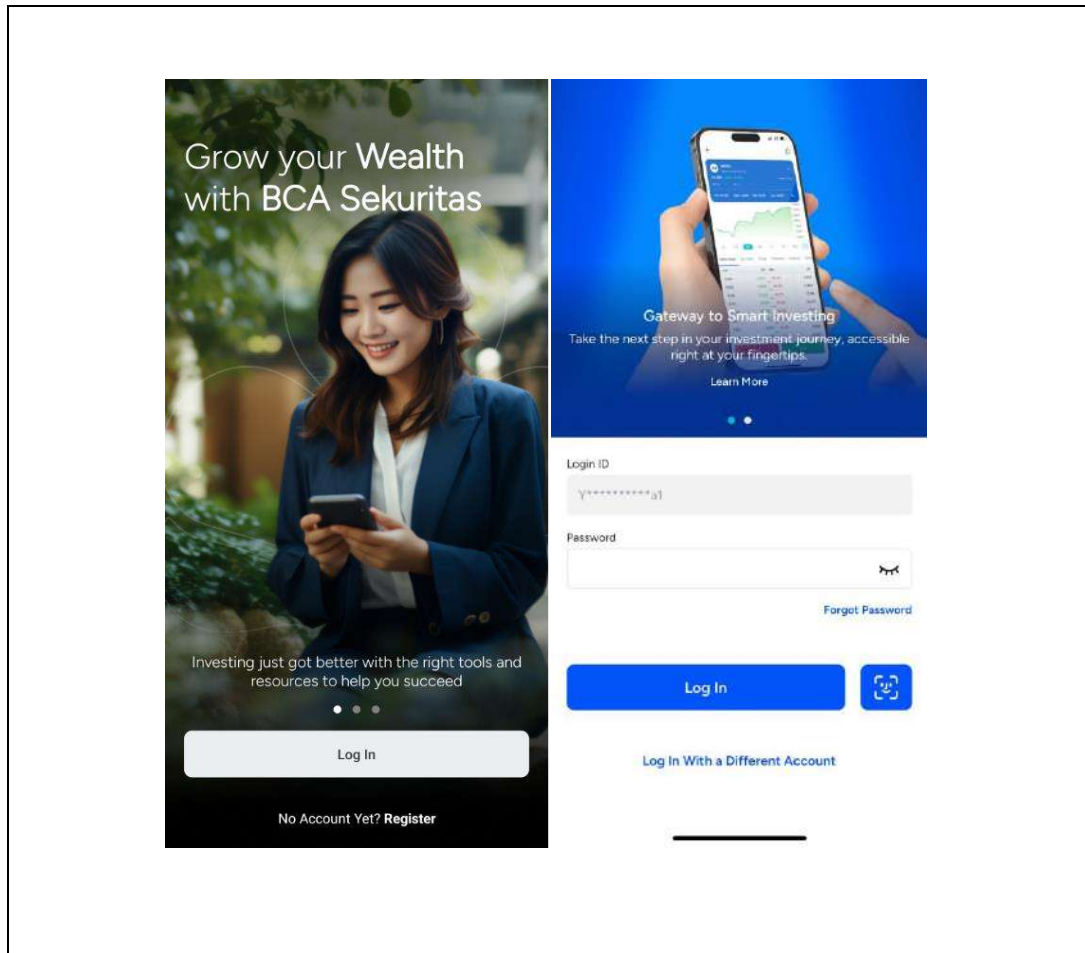 Grow your Wealth
with BCA Sekuritas
Investing just got better with the right tools and
resources to help you succeed
Log In
No Account Yet? Register
Gateway to Smart Investing
Take the next step in your investment journey, accessible
right at your fingertips.
Learn More
Login ID
Y**********a1
Password
Forgot Password
Log In
Log In With a Different Account